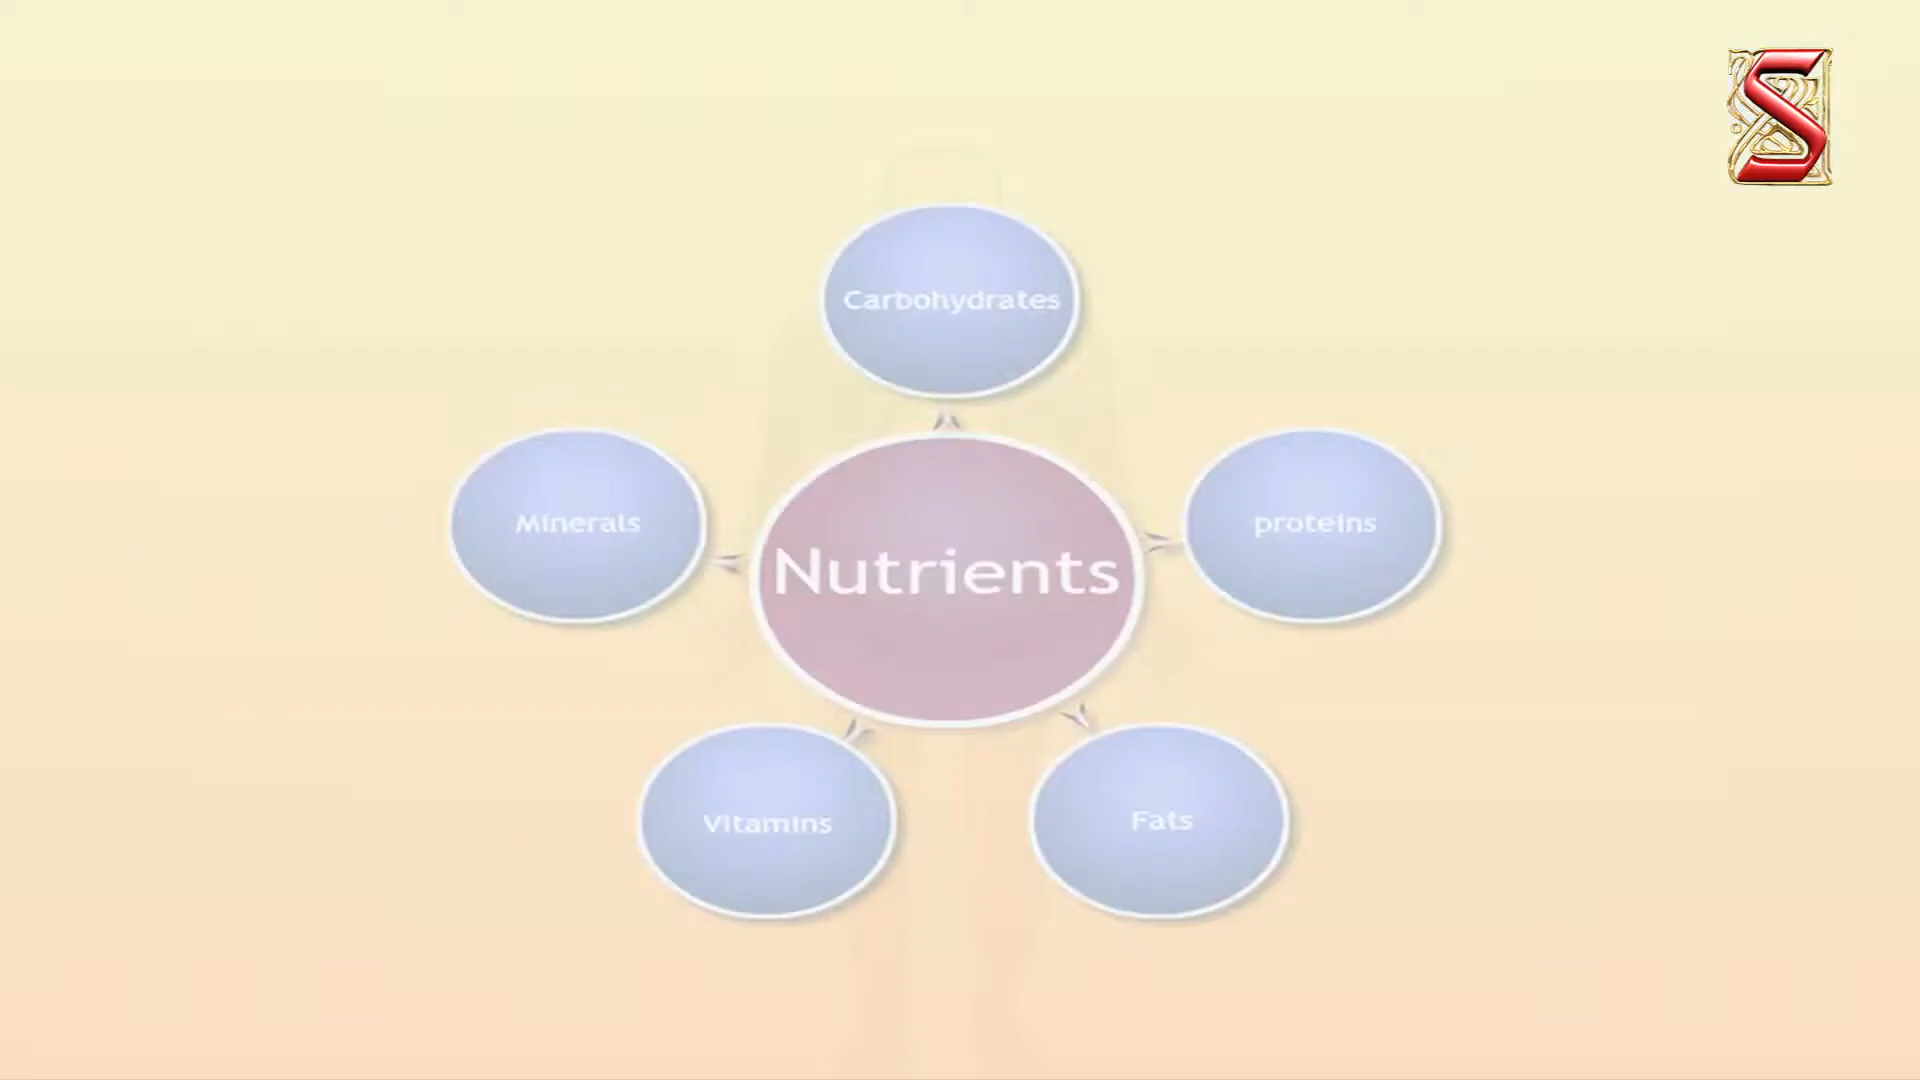 Carbohydrates
Minerals
proteins
Nutrients
Vitamins
Fats
S